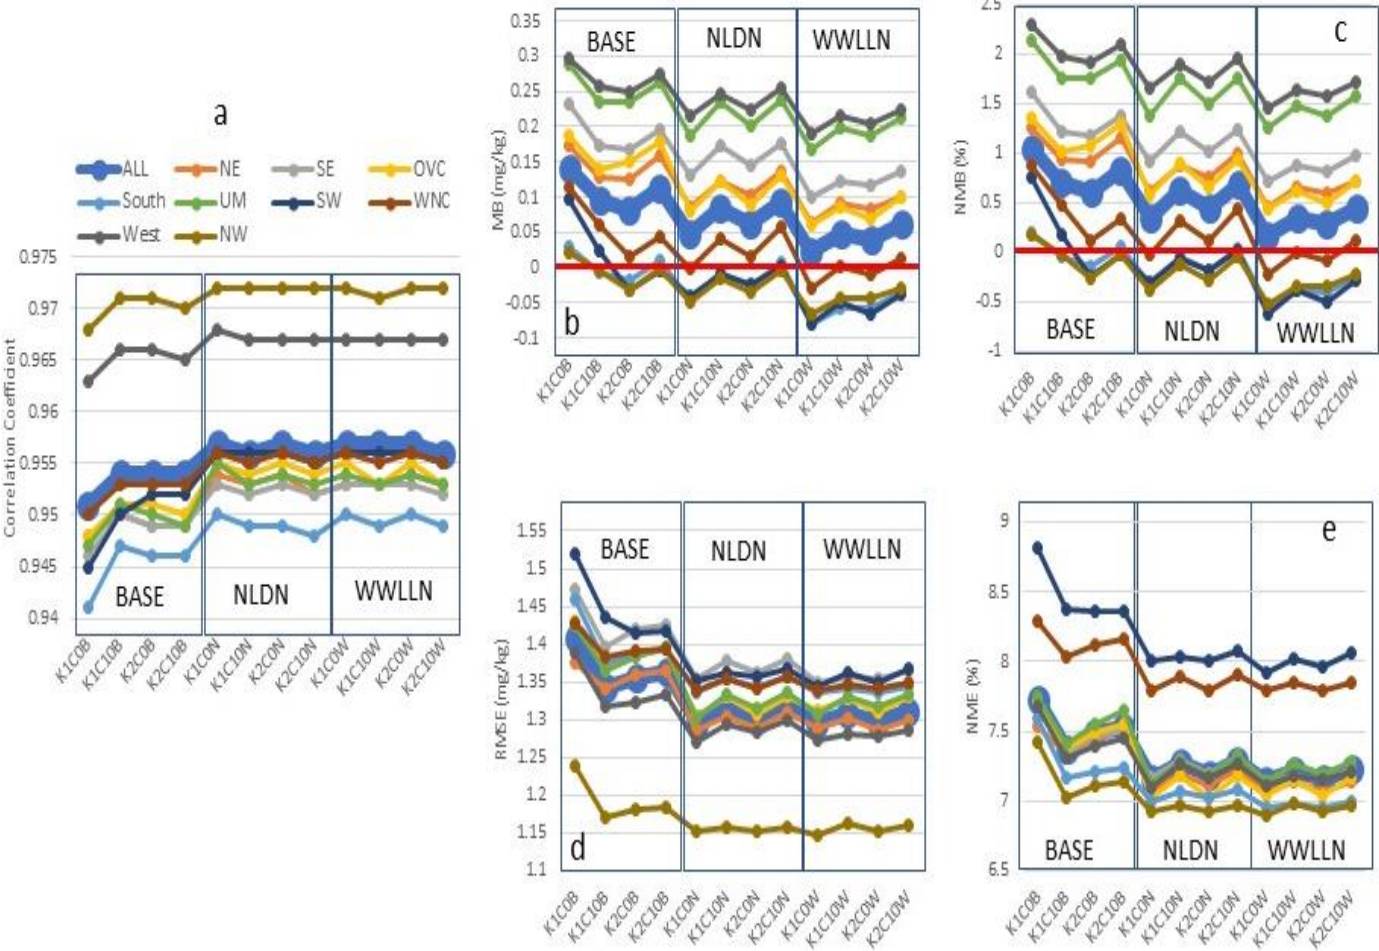 a
ALL NE SE OVC
South UM SW WNC
West NW
Correlation Coefficient
0.975
0.97
0.965
0.96
0.955
0.95
0.945
0.94
BASE NLDN WWLLN
K1C0B K1C10B K2C0B K2C10B K1C0N K1C10N K2C0N K2C10N K1C0W K1C10W K2C0W K2C10W
MB (mg/kg)
0.35
0.3
0.25
0.2
0.15
0.1
0.05
0
-0.05
-0.1
BASE NLDN WWLLN
b
K1C0B K1C10B K2C0B K2C10B K1C0N K1C10N K2C0N K2C10N K1C0W K1C10W K2C0W K2C10W
NMB (%)
2.5
2
1.5
1
0.5
0
-0.5
-1
c
BASE NLDN WWLLN
K1C0B K1C10B K2C0B K2C10B K1C0N K1C10N K2C0N K2C10N K1C0W K1C10W K2C0W K2C10W
RMSE (mg/kg)
1.55
1.5
1.45
1.4
1.35
1.3
1.25
1.2
1.15
1.1
BASE NLDN WWLLN
d
K1C0B K1C10B K2C0B K2C10B K1C0N K1C10N K2C0N K2C10N K1C0W K1C10W K2C0W K2C10W
NME (%)
9
8.5
8
7.5
7
6.5
e
BASE NLDN WWLLN
K1C0B K1C10B K2C0B K2C10B K1C0N K1C10N K2C0N K2C10N K1C0W K1C10W K2C0W K2C10W